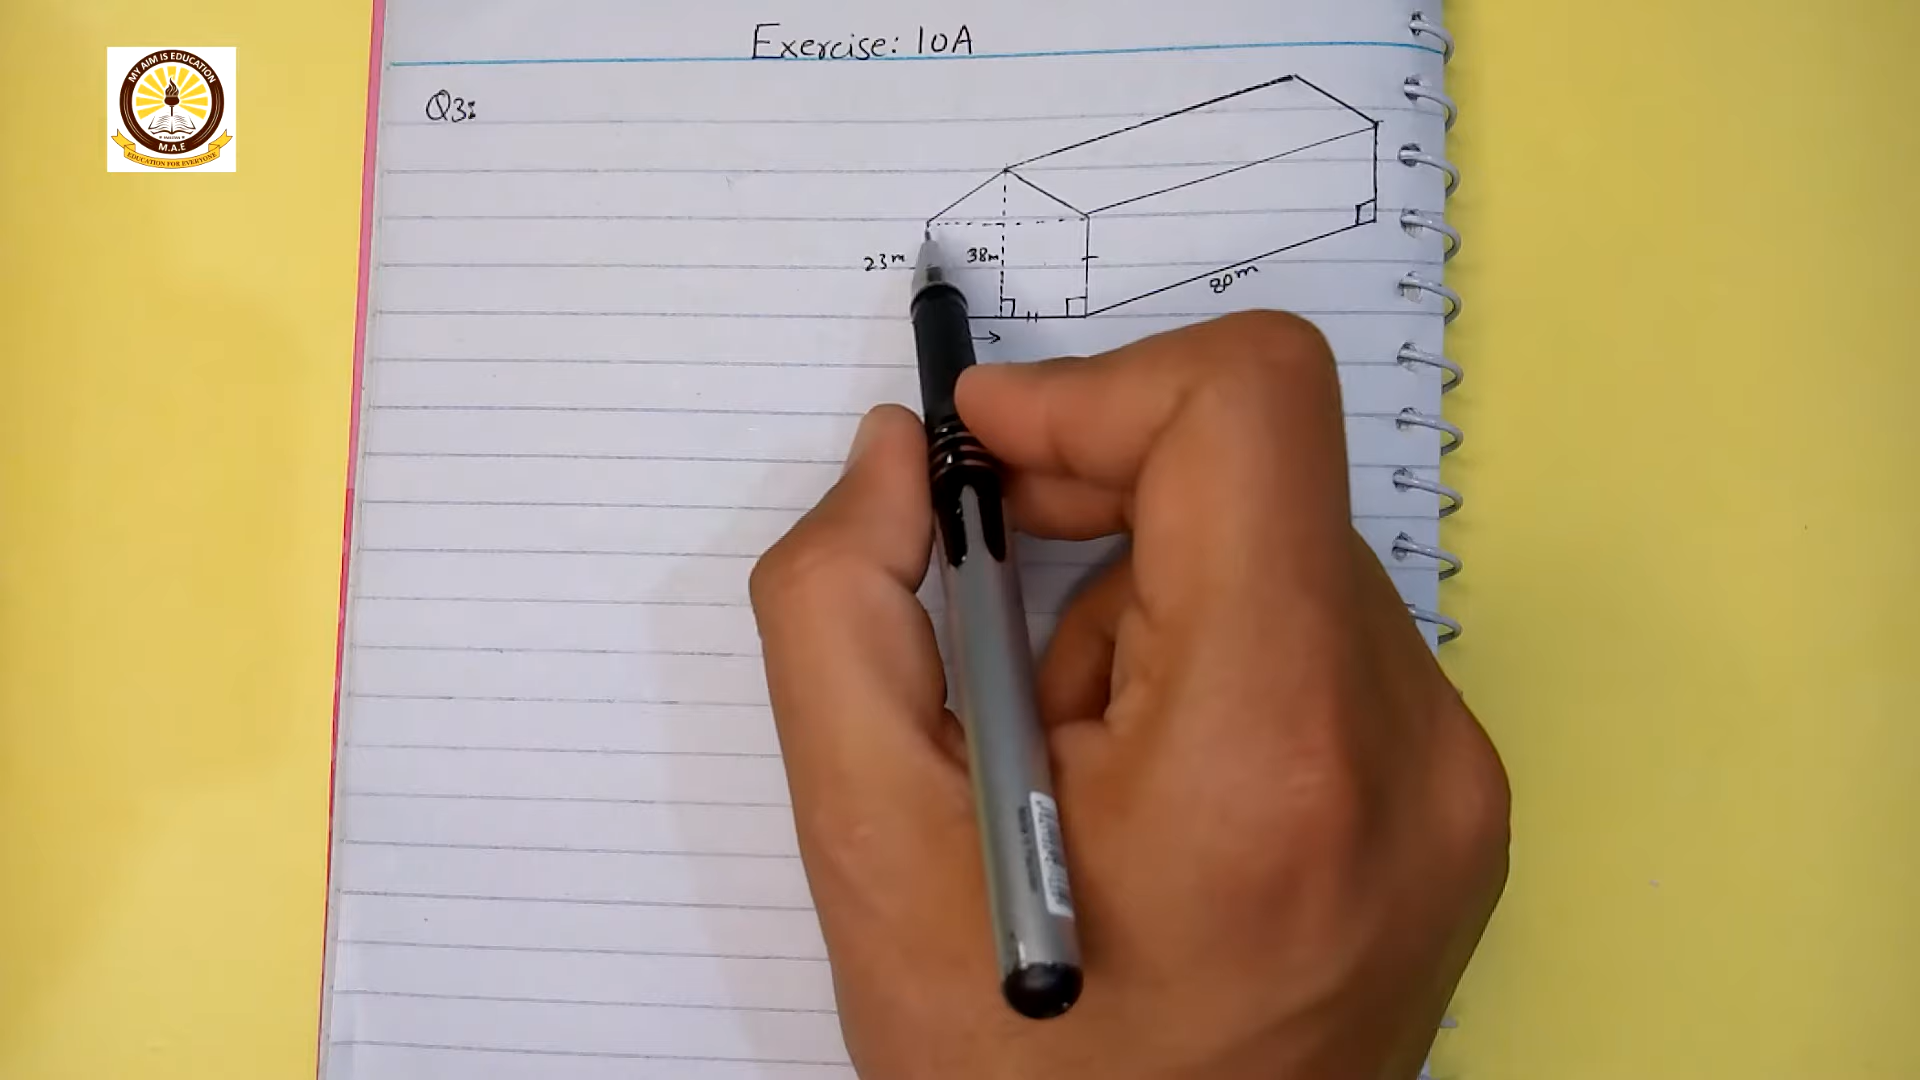 MY AIM IS EDUCATION
M.A.E
EDUCATION FOR EVERYONE
Exercise: 10A
Q3:
23m
38m
80m